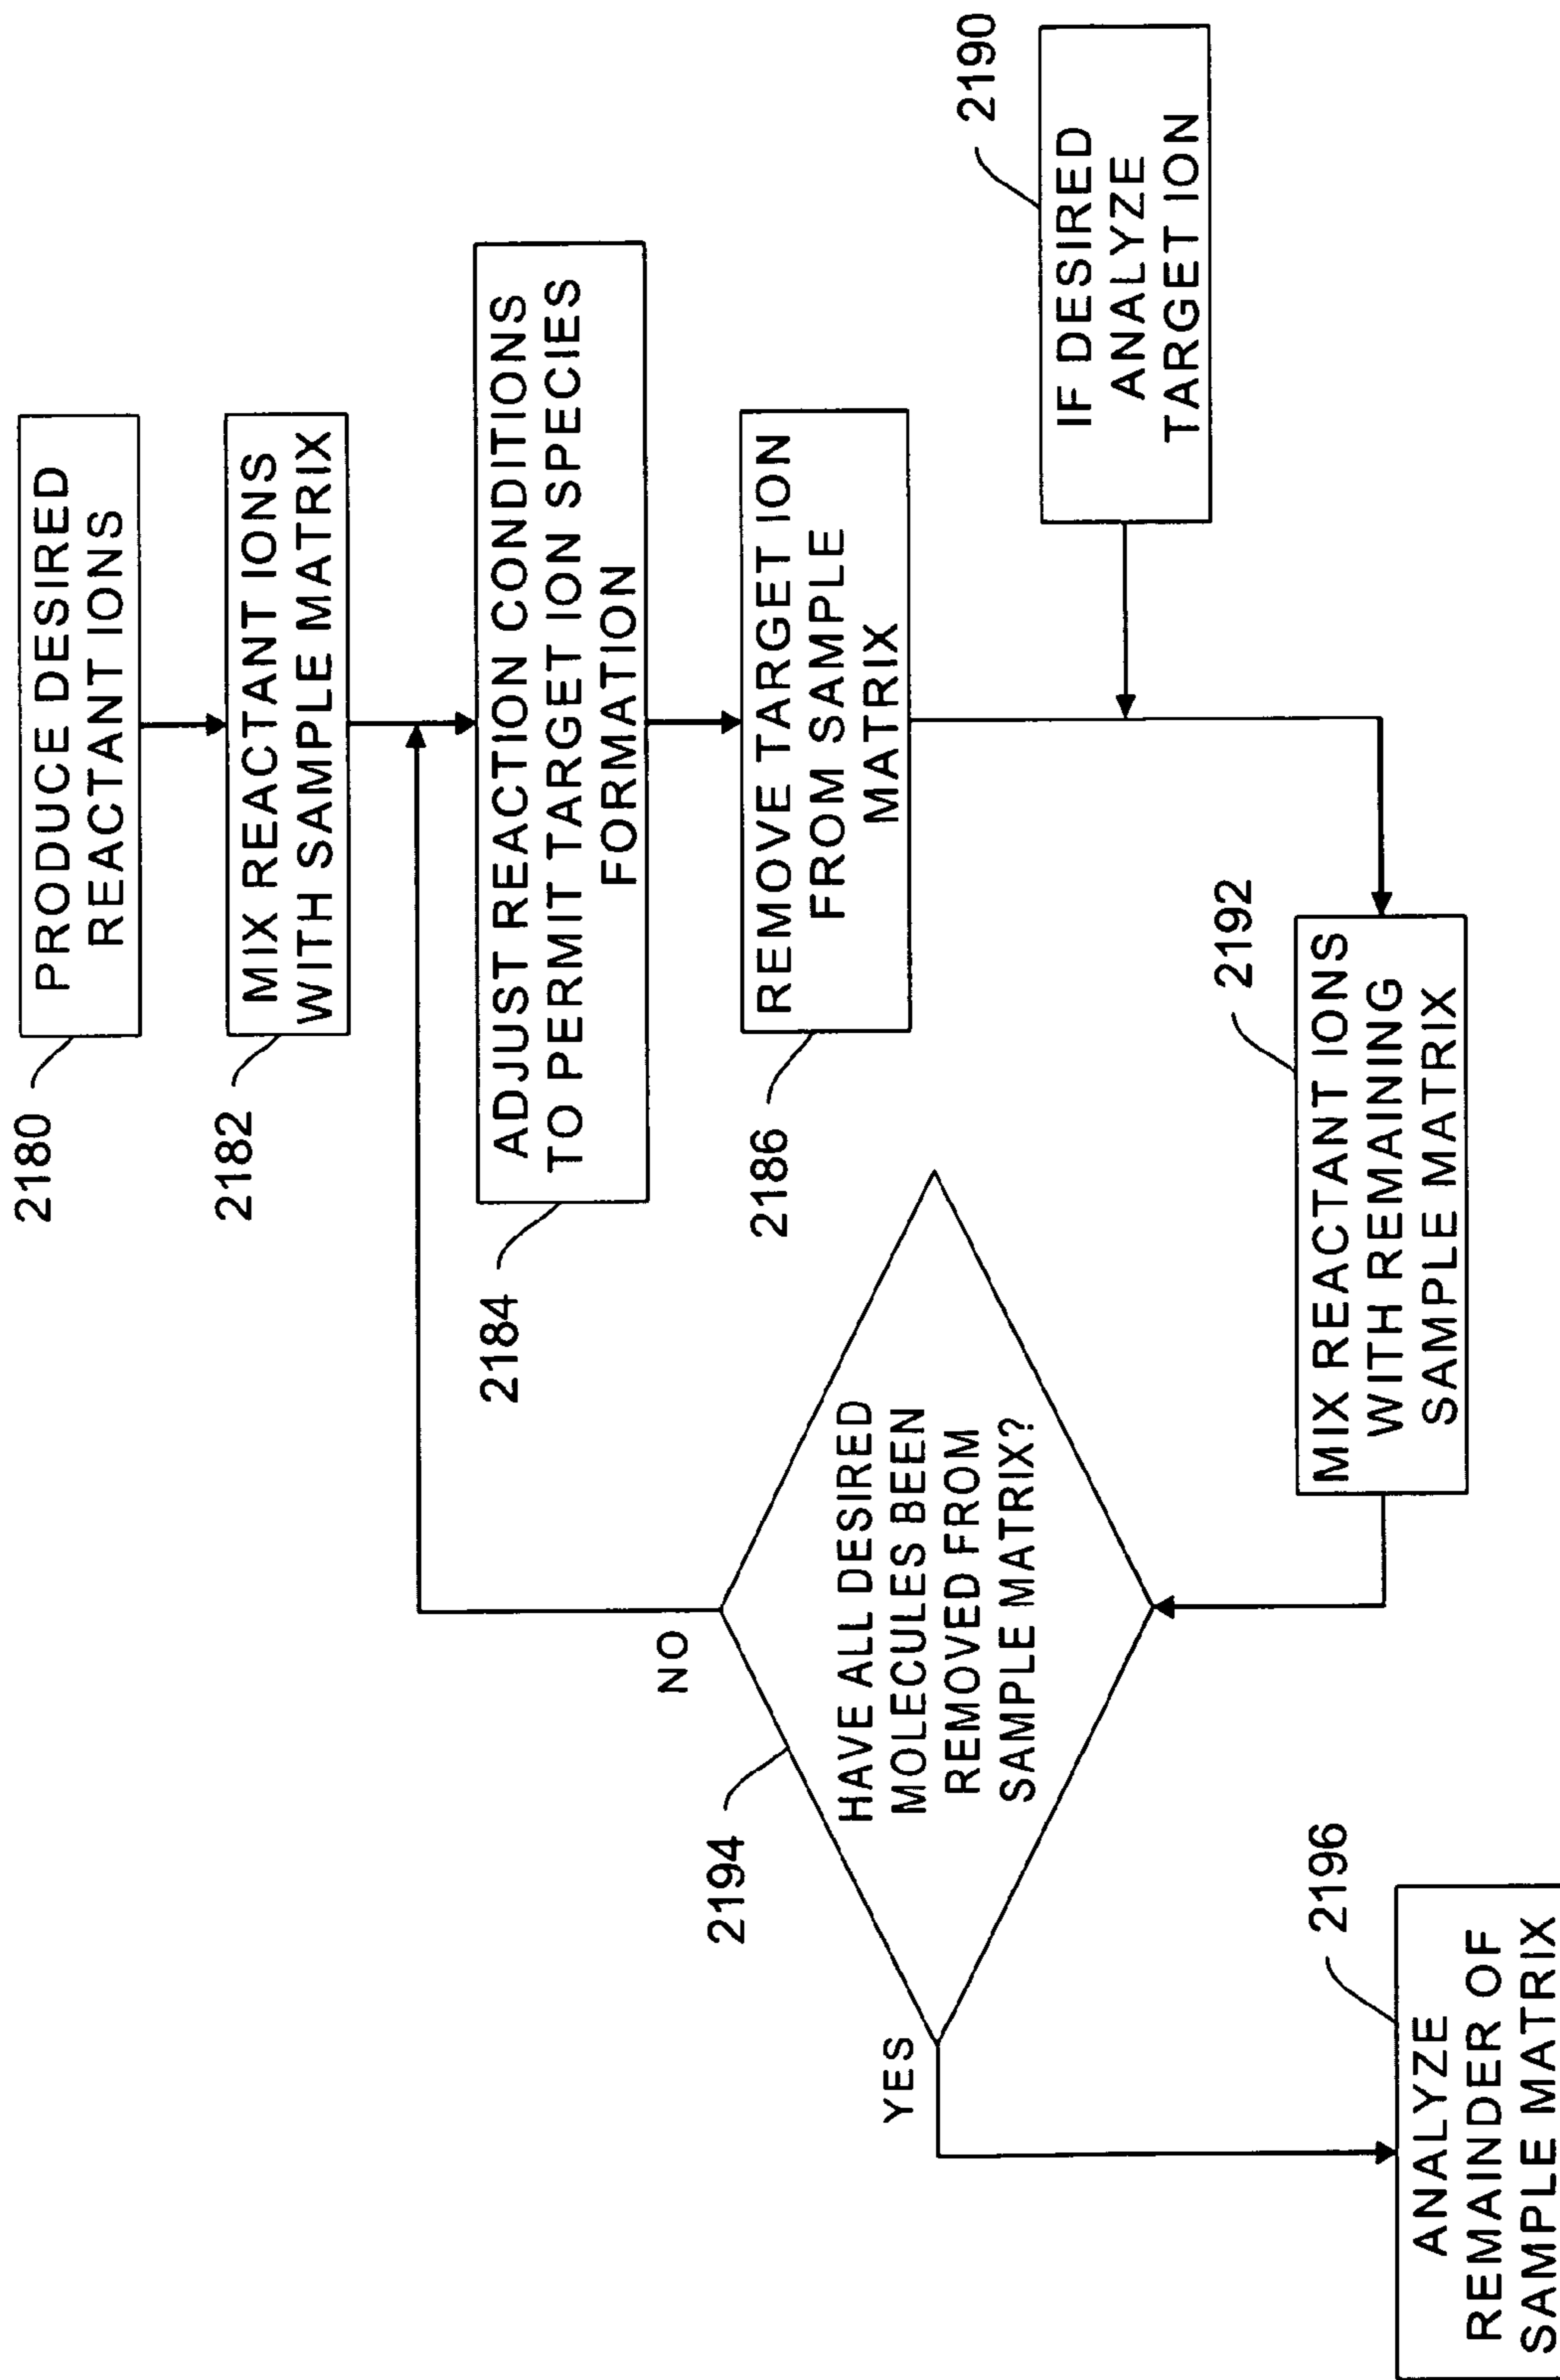 2180
PRODUCE DESIRED
REACTANT IONS
2182
MIX REACTANT IONS
WITH SAMPLE MATRIX
2184
ADJUST REACTION CONDITIONS
TO PERMIT TARGET ION SPECIES
FORMATION
2186
REMOVE TARGET ION
FROM SAMPLE
MATRIX
2190
IF DESIRED
ANALYZE
TARGET ION
2192
MIX REACTANT IONS
WITH REMAINING
SAMPLE MATRIX
2194
HAVE ALL DESIRED
MOLECULES BEEN
REMOVED FROM
SAMPLE MATRIX?
NO
YES
2196
ANALYZE
REMAINDER OF
SAMPLE MATRIX